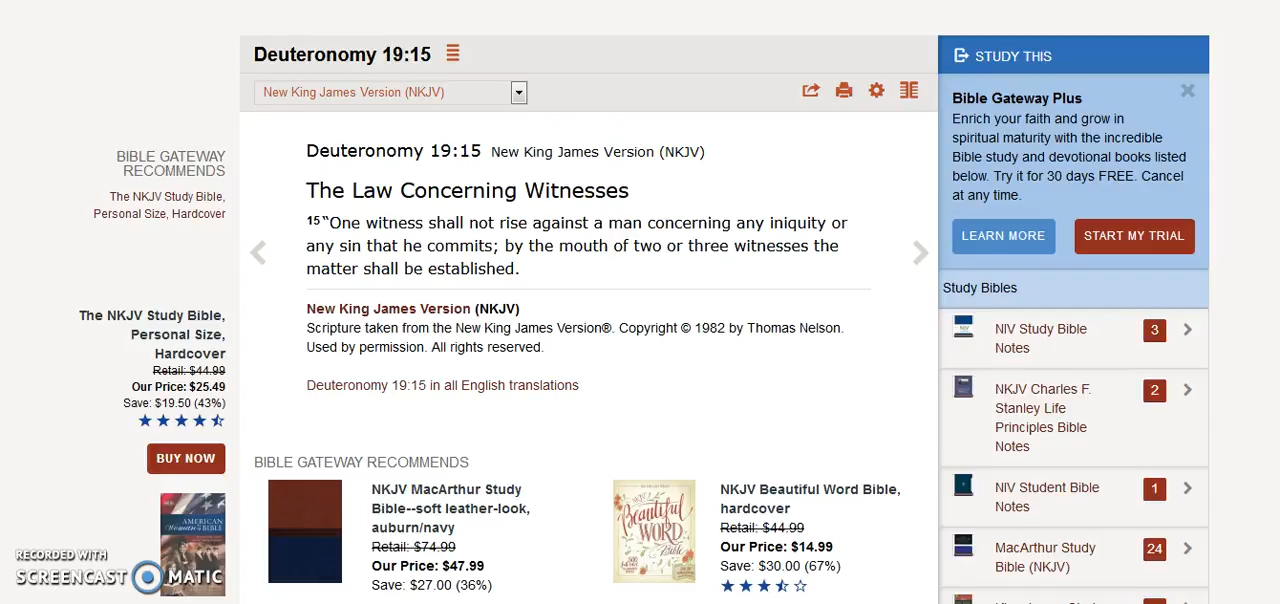 Deuteronomy 19:15
New King James Version (NKJV)
BIBLE GATEWAY
RECOMMENDS
The NKJV Study Bible,
Personal Size, Hardcover
The NKJV Study Bible,
Personal Size,
Hardcover
Retail: $44.99
Our Price: $25.49
Save: $19.50 (43%)
BUY NOW
AMERICAN
Woman's BIBLE
RECORDED WITH
SCREENCAST MATIC
Deuteronomy 19:15 New King James Version (NKJV)
The Law Concerning Witnesses
15 “One witness shall not rise against a man concerning any iniquity or
any sin that he commits; by the mouth of two or three witnesses the
matter shall be established.
New King James Version (NKJV)
Scripture taken from the New King James Version®. Copyright © 1982 by Thomas Nelson.
Used by permission. All rights reserved.
Deuteronomy 19:15 in all English translations
BIBLE GATEWAY RECOMMENDS
NKJV MacArthur Study
Bible--soft leather-look,
auburn/navy
Retail: $74.99
Our Price: $47.99
Save: $27.00 (36%)
NKJV
Beautiful
WORD
Bible
NKJV Beautiful Word Bible,
hardcover
Retail: $44.99
Our Price: $14.99
Save: $30.00 (67%)
STUDY THIS
Bible Gateway Plus
Enrich your faith and grow in
spiritual maturity with the incredible
Bible study and devotional books listed
below. Try it for 30 days FREE. Cancel
at any time.
LEARN MORE
START MY TRIAL
Study Bibles
NIV Study Bible
Notes
3
NKJV Charles F.
Stanley Life
Principles Bible
Notes
2
NIV Student Bible
Notes
1
MacArthur Study
Bible (NKJV)
24